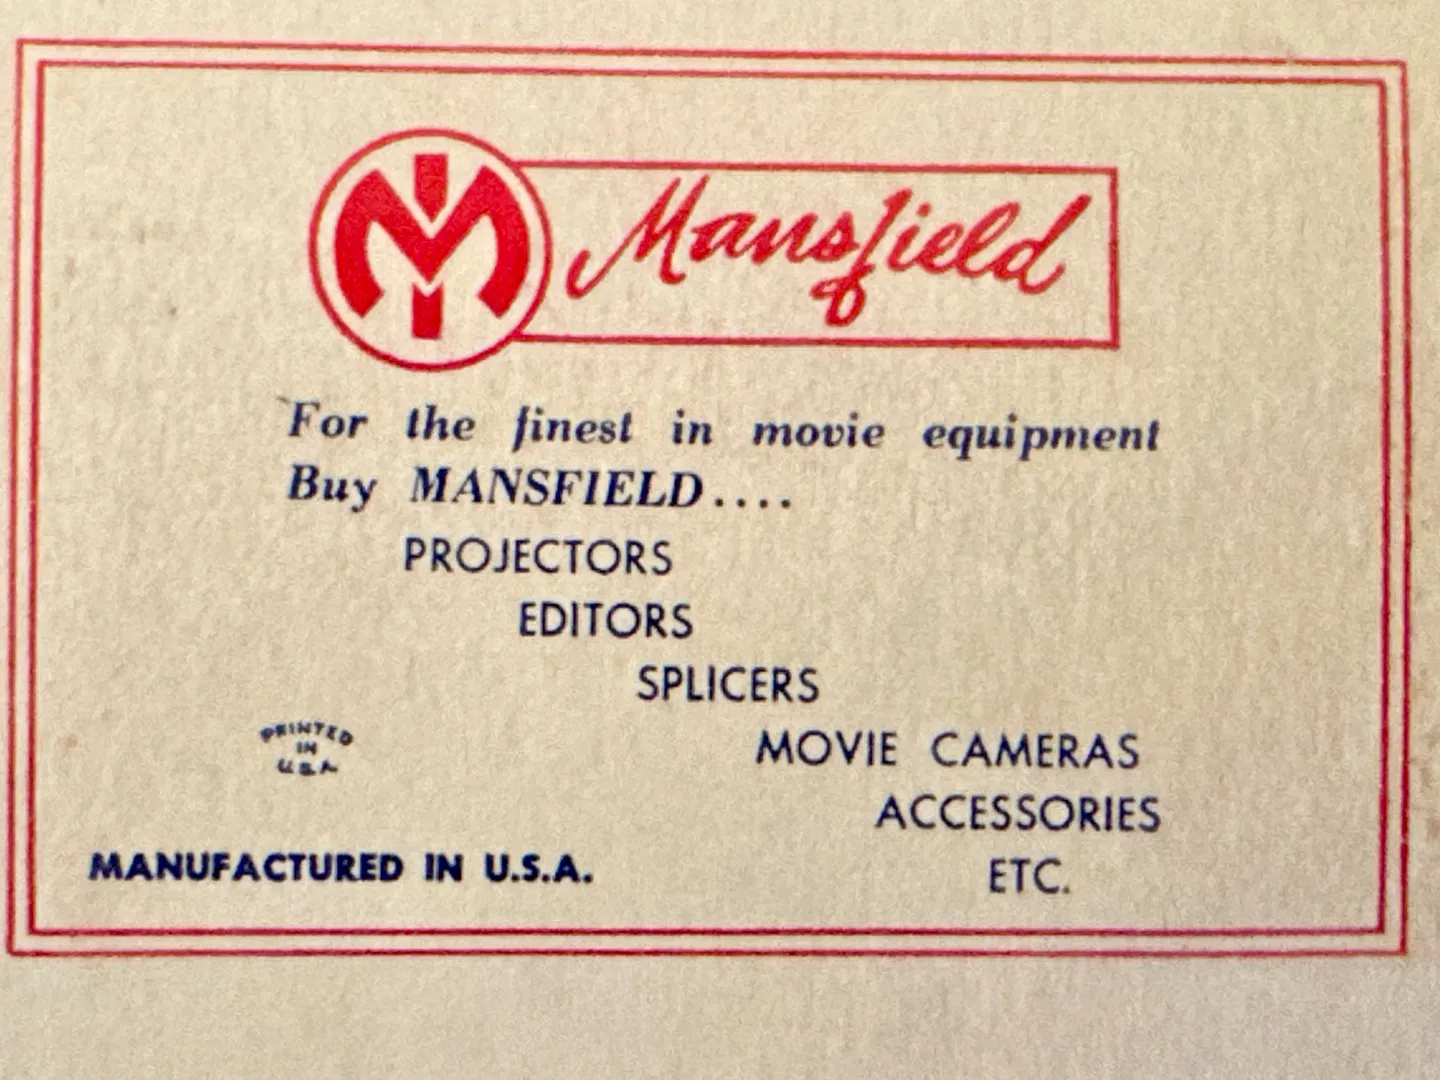 M Mansfield
For the finest in movie equipment
Buy MANSFIELD....
PROJECTORS
EDITORS
SPLICERS
MOVIE CAMERAS
ACCESSORIES
ETC.
PRINTED
IN
U.S.A.
MANUFACTURED IN U.S.A.